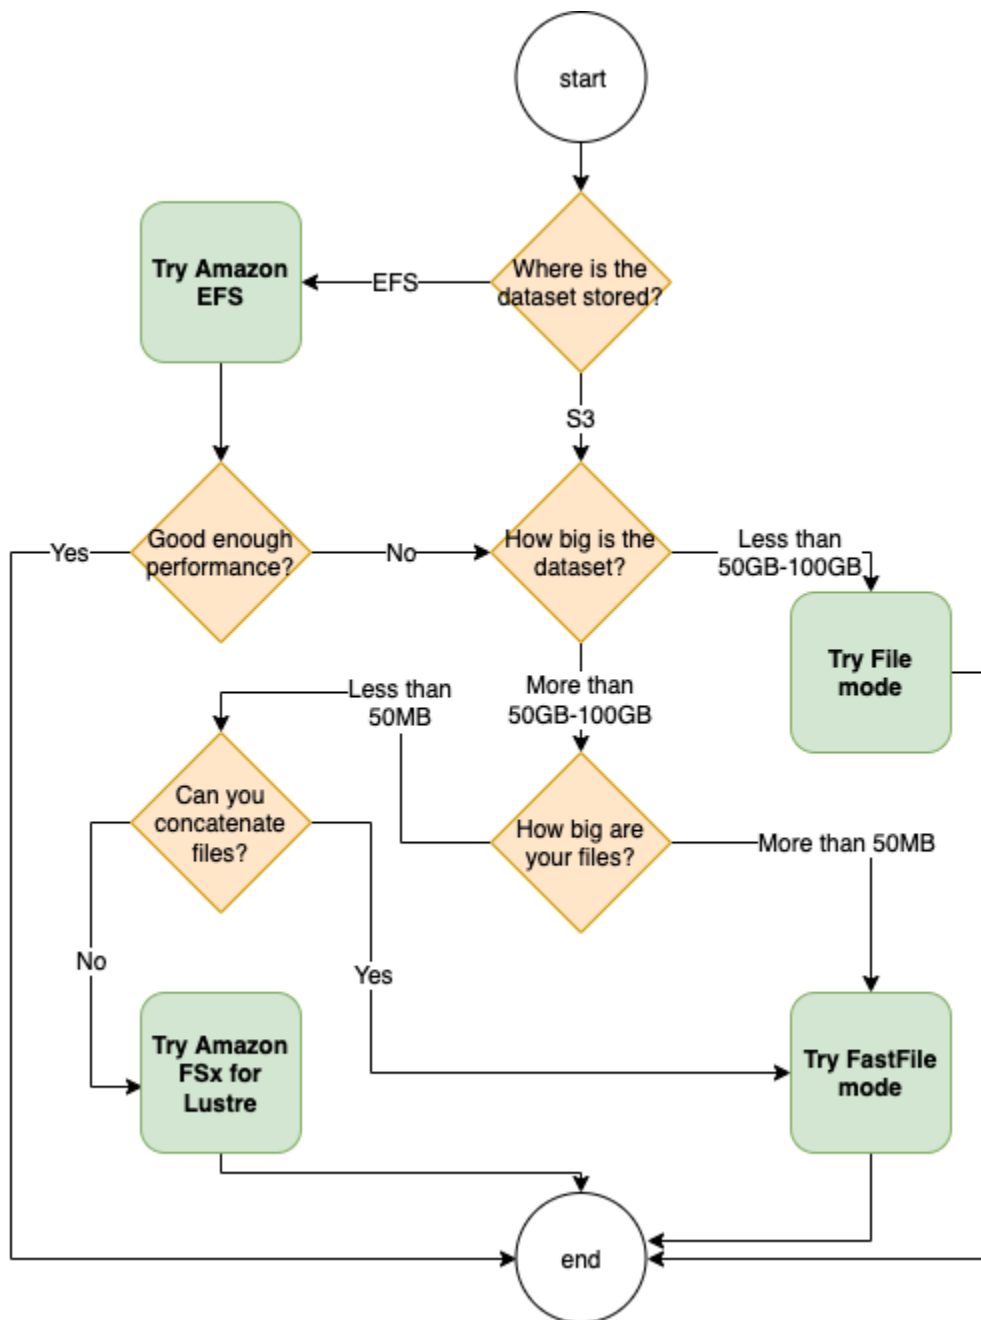 start
Where is the
dataset stored?
EFS
Try Amazon
EFS
S3
Good enough
performance?
Yes
No
How big is the
dataset?
Less than
50GB-100GB
Try File
mode
More than
50GB-100GB
Less than
50MB
Can you
concatenate
files?
How big are
your files?
More than 50MB
No
Yes
Try Amazon
FSx for
Lustre
Try FastFile
mode
end